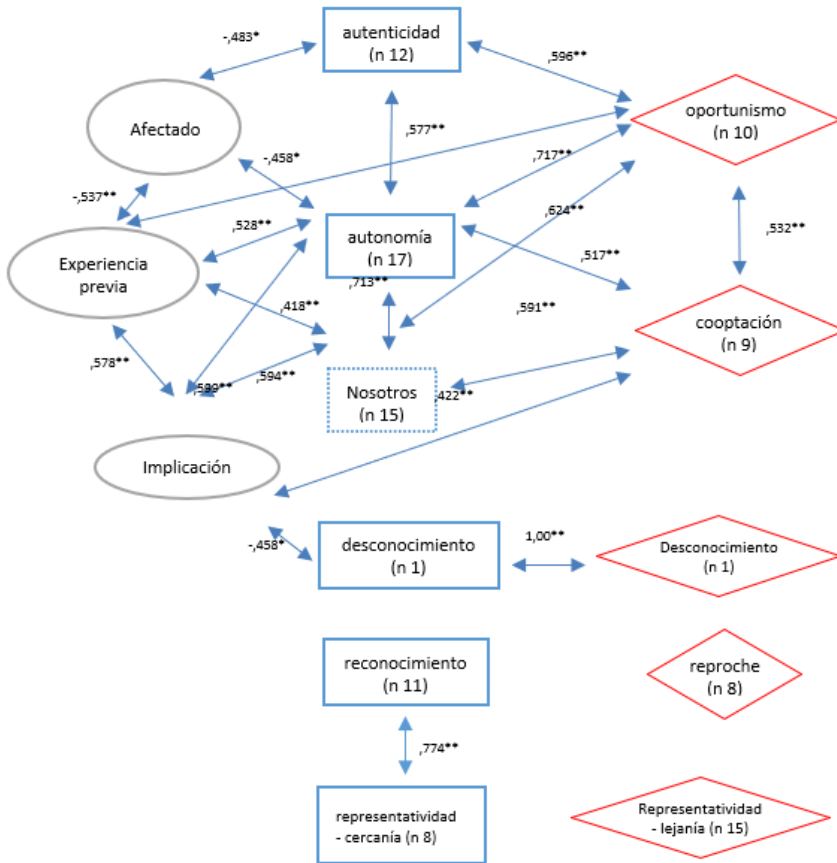 -,483*
autenticidad
(n 12)
,596**
Afectado
oportunismo
(n 10)
,577**
-,458*
,717**
-,537**
,624**
,528**
autonomía
(n 17)
,532**
,517**
Experiencia
previa
,713**
,418**
,591**
cooptación
(n 9)
,578**
,594**
,599**
Nosotros
(n 15)
,422**
Implicación
-,458*
desconocimiento
(n 1)
1,00**
Desconocimiento
(n 1)
reconocimiento
(n 11)
reproche
(n 8)
,774**
representatividad
- cercanía (n 8)
Representatividad
- lejanía (n 15)